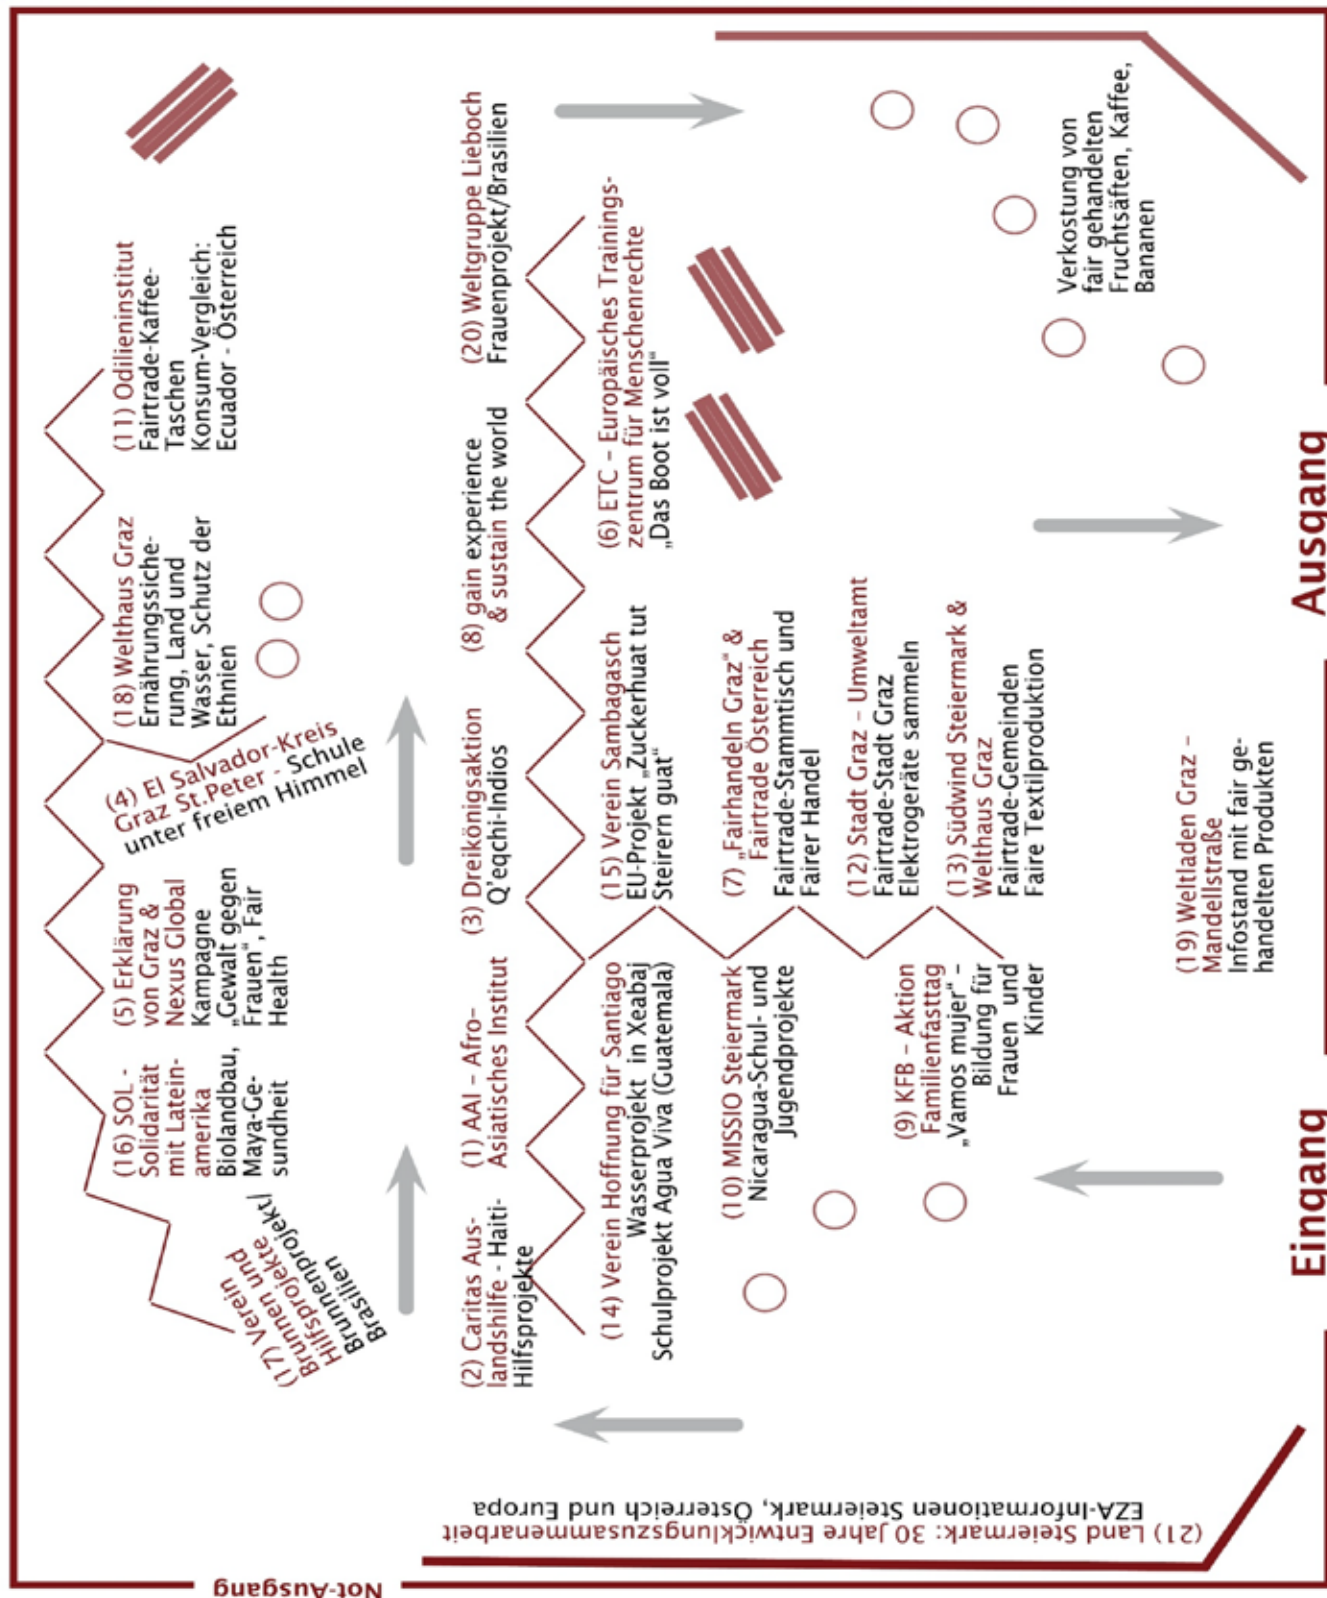 Not-Ausgang
(21) Land Steiermark: 30 Jahre Entwicklungszusammenarbeit
EZA-Informationen Steiermark, Österreich und Europa
(17) Verein
Brunnen und
Hilfsprojekte
Brunnenprojekt/
Brasilien
(16) SOL -
Solidarität
mit Latein-
amerika
Biolandbau,
Maya-Ge-
sundheit
(5) Erklärung
von Graz &
Nexus Global
Kampagne
„Gewalt gegen
Frauen“, Fair
Health
(4) El Salvador-Kreis
Graz St.Peter - Schule
unter freiem Himmel
(18) Welthaus Graz
Ernährungssiche-
rung, Land und
Wasser, Schutz der
Ethnien
(11) Odilieninstitut
Fairtrade-Kaffee-
Taschen
Konsum-Vergleich:
Ecuador - Österreich
(2) Caritas Aus-
landshilfe - Haiti-
Hilfsprojekte
(1) AAI – Afro–
Asiatisches Institut
(3) Dreikönigsaktion
Q'eqchi-Indios
(8) gain experience
& sustain the world
(20) Weltgruppe Lieboch
Frauenprojekt/Brasilien
(14) Verein Hoffnung für Santiago
Wasserprojekt in Xeabaj
Schulprojekt Agua Viva (Guatemala)
(15) Verein Sambagasch
EU-Projekt „Zuckerhuat tut
Steirern guat“
(6) ETC – Europäisches Trainings-
zentrum für Menschenrechte
„Das Boot ist voll“
(10) MISSIO Steiermark
Nicaragua-Schul- und
Jugendprojekte
(7) „Fairhandeln Graz“ &
Fairtrade Österreich
Fairtrade-Stammtisch und
Fairer Handel
(12) Stadt Graz – Umweltamt
Fairtrade-Stadt Graz
Elektrogeräte sammeln
(9) KFB – Aktion
Familienfasttag
„Vamos mujer“ –
Bildung für
Frauen und
Kinder
(13) Südwind Steiermark &
Welthaus Graz
Fairtrade-Gemeinden
Faire Textilproduktion
Verkostung von
fair gehandelten
Fruchtsäften, Kaffee,
Bananen
(19) Weltladen Graz –
Mandellstraße
Infostand mit fair ge-
handelten Produkten
Eingang
Ausgang